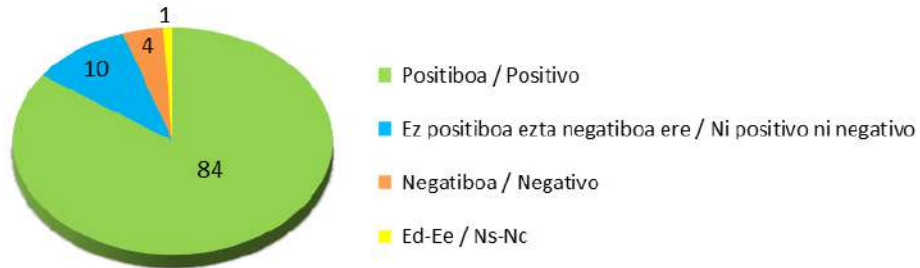 1
4
10
84
Positiboa / Positivo
Ez positiboa ezta negatiboa ere / Ni positivo ni negativo
Negatiboa / Negativo
Ed-Ee / Ns-Nc